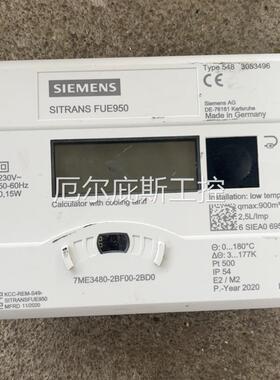 SIEMENS
SITRANS FUE950
Type 548 3083496
CE
Siemens AG
DE-76181 Karlsruhe
Made in Germany
230V~
50-60Hz
0,15W
Calculator with cooling unit
Installation: low temp
qmax:900m³
2,5L/Imp
6 SIEA0 695
厄尔庇斯工控
7ME3480-2BF00-2BD0
Θ: 0...180°C
ΔΘ: 3...177K
Pt 500
IP 54
E2 / M2
P.-Year 2020
KCC-REM-S49-
SITRANSFUE950
MFRD 11/2020